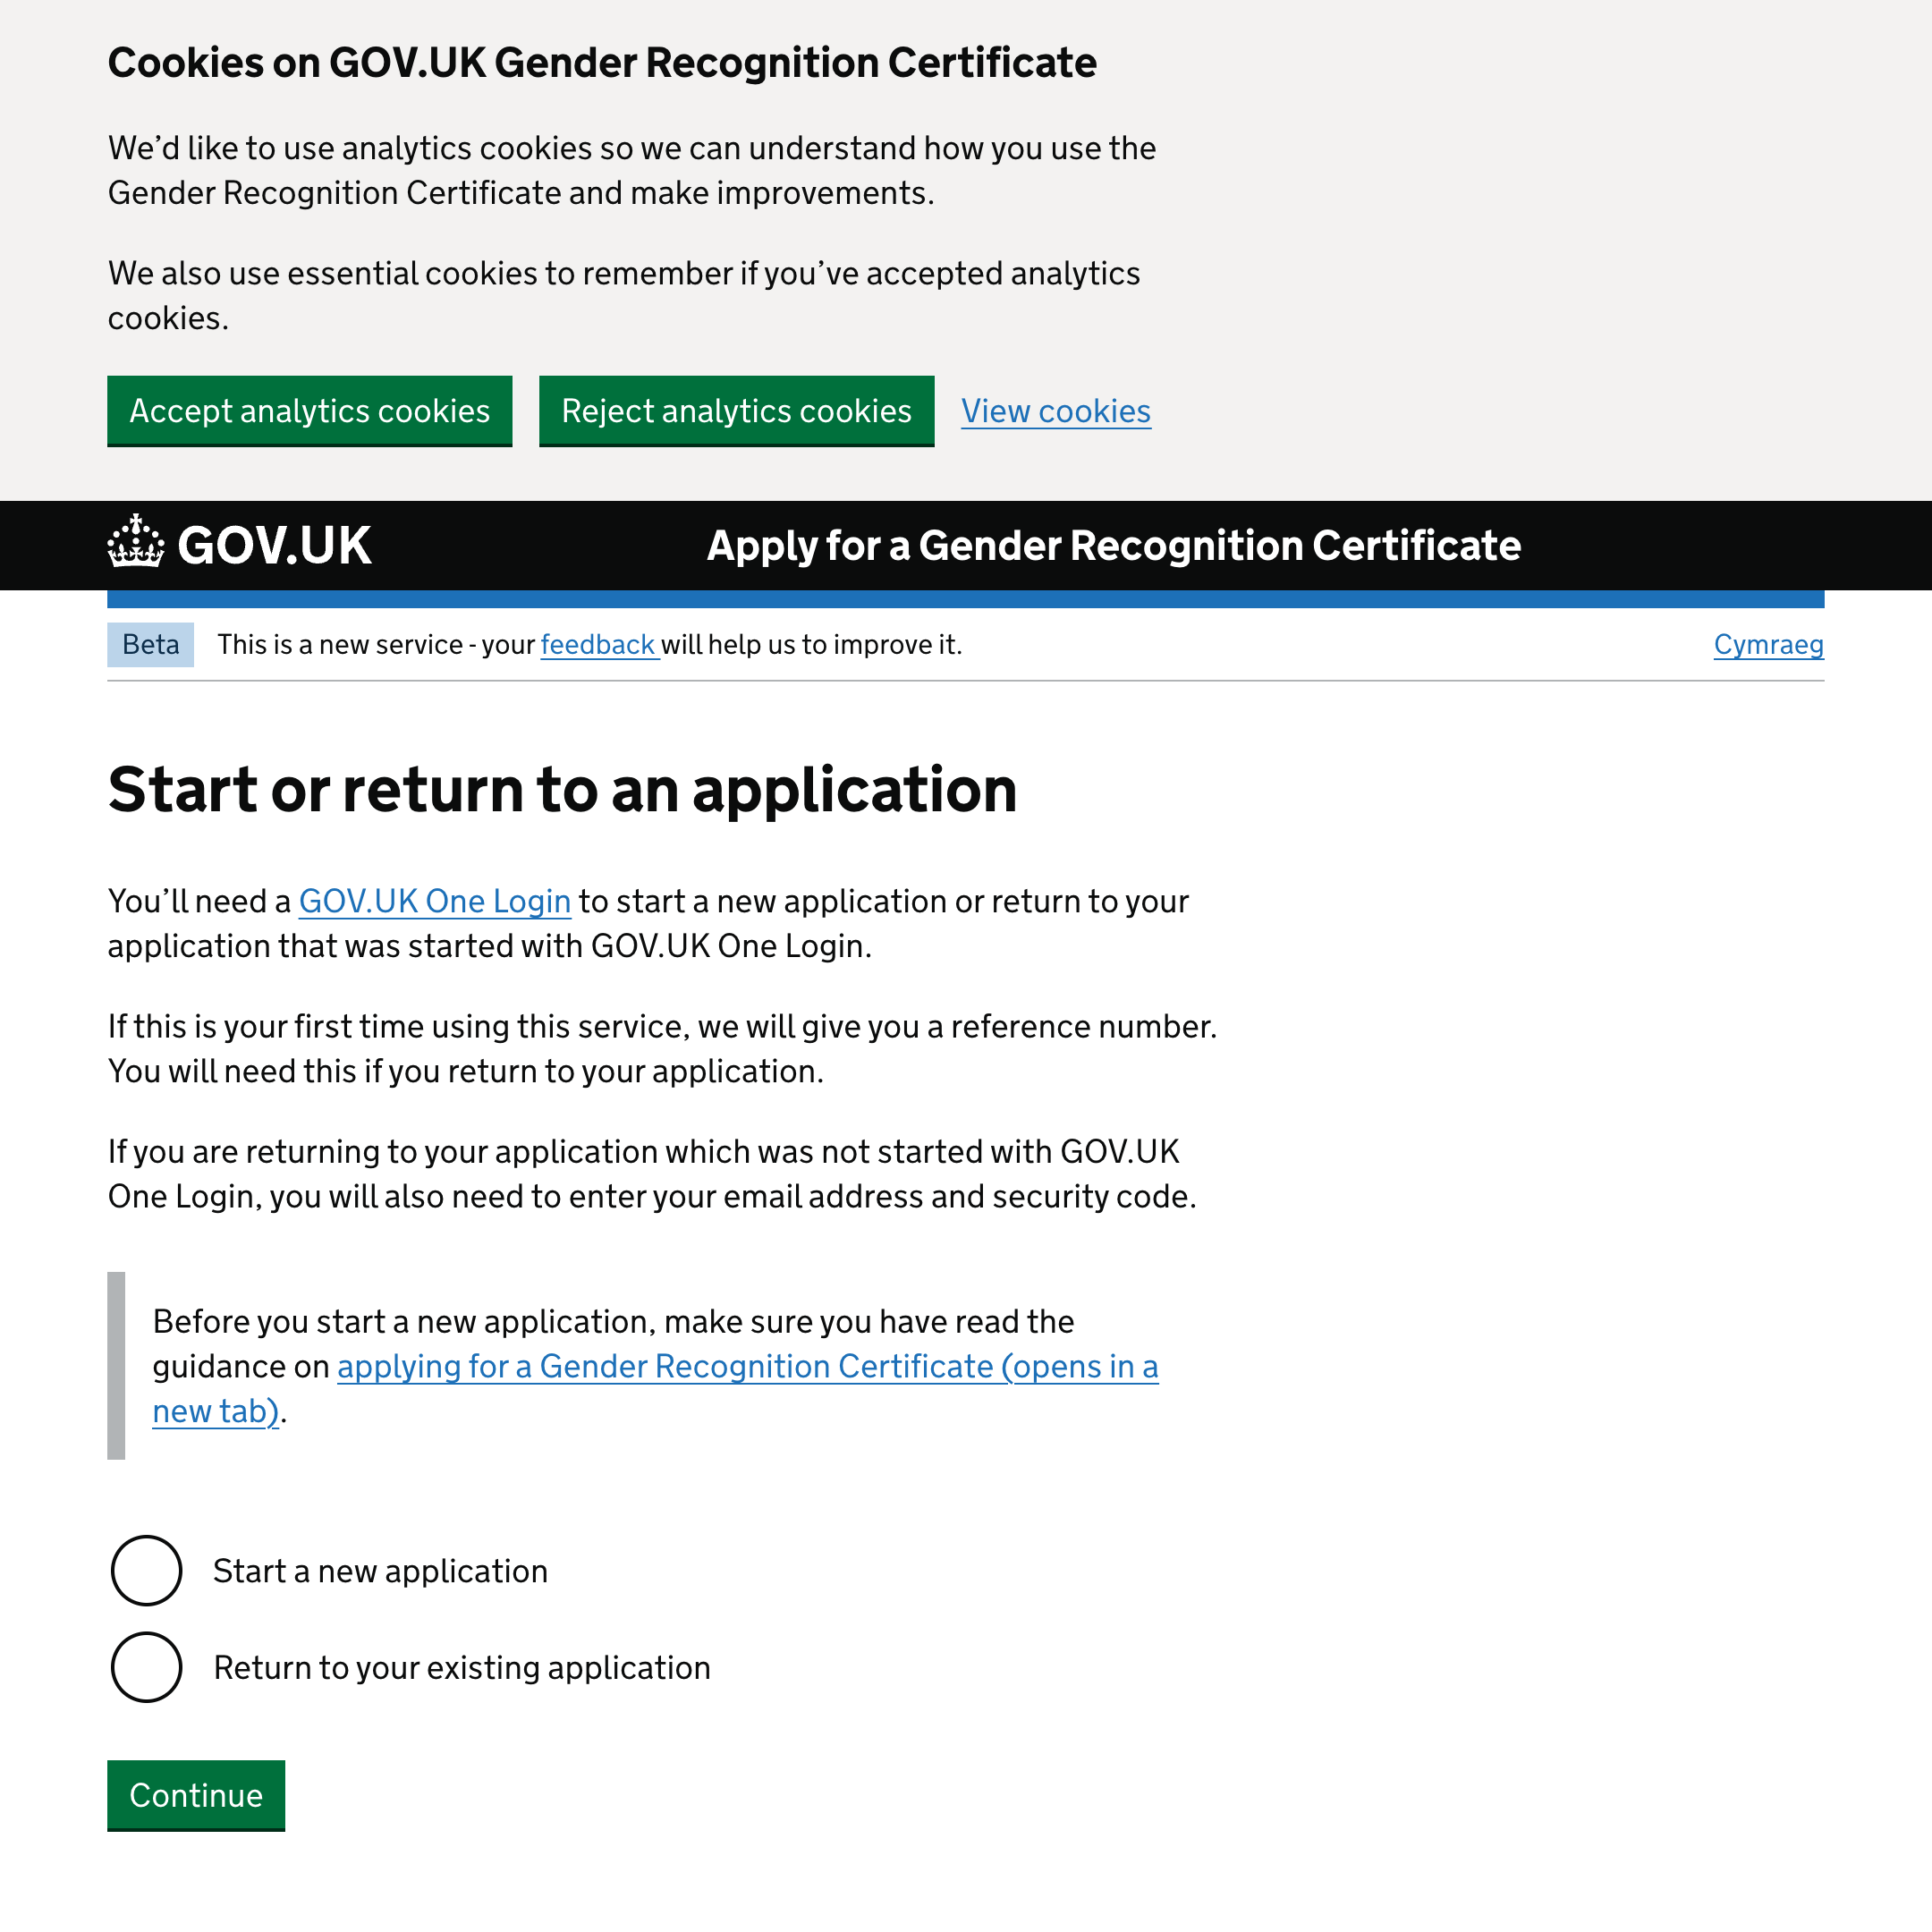 Cookies on GOV.UK Gender Recognition Certificate
We’d like to use analytics cookies so we can understand how you use the
Gender Recognition Certificate and make improvements.
We also use essential cookies to remember if you’ve accepted analytics
cookies.
Accept analytics cookies Reject analytics cookies View cookies
GOV.UK Apply for a Gender Recognition Certificate
Beta This is a new service - your feedback will help us to improve it. Cymraeg
Start or return to an application
You’ll need a GOV.UK One Login to start a new application or return to your
application that was started with GOV.UK One Login.
If this is your first time using this service, we will give you a reference number.
You will need this if you return to your application.
If you are returning to your application which was not started with GOV.UK
One Login, you will also need to enter your email address and security code.
Before you start a new application, make sure you have read the
guidance on applying for a Gender Recognition Certificate (opens in a
new tab).
Start a new application
Return to your existing application
Continue